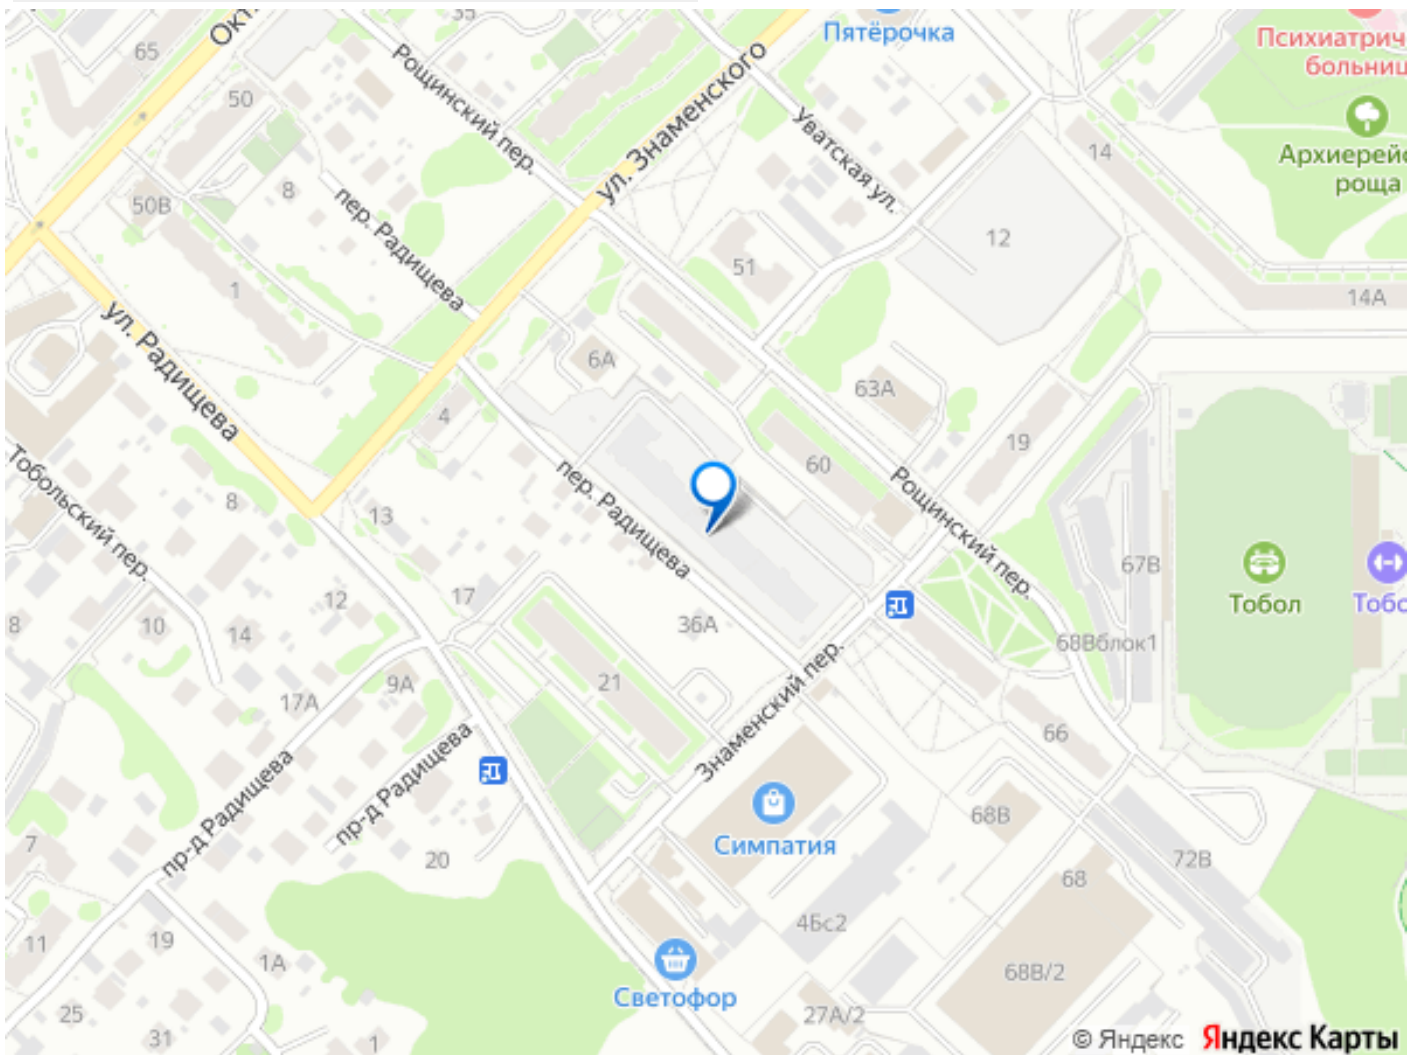 Окт
35
65
Рощинский пер.
ул. Знаменского
Пятёрочка
Психиатрич
больниц
Архиерейс
роща
50
50В
8
пер. Радищева
Уватская ул.
14
12
51
14А
1
ул. Радищева
6А
63А
4
19
60
Рощинский пер.
пер. Радищева
Тобольский пер.
8
13
67В
Тобол
Тобо
17
12
10
14
8
36А
68Вблок1
21
9А
17А
Знаменский пер.
66
пр-д Радищева
пр-д Радищева
7
20
Симпатия
68В
72В
68
4Бс2
11
19
1А
68В/2
Светофор
25
31
1
27А/2
© Яндекс Яндекс Карты